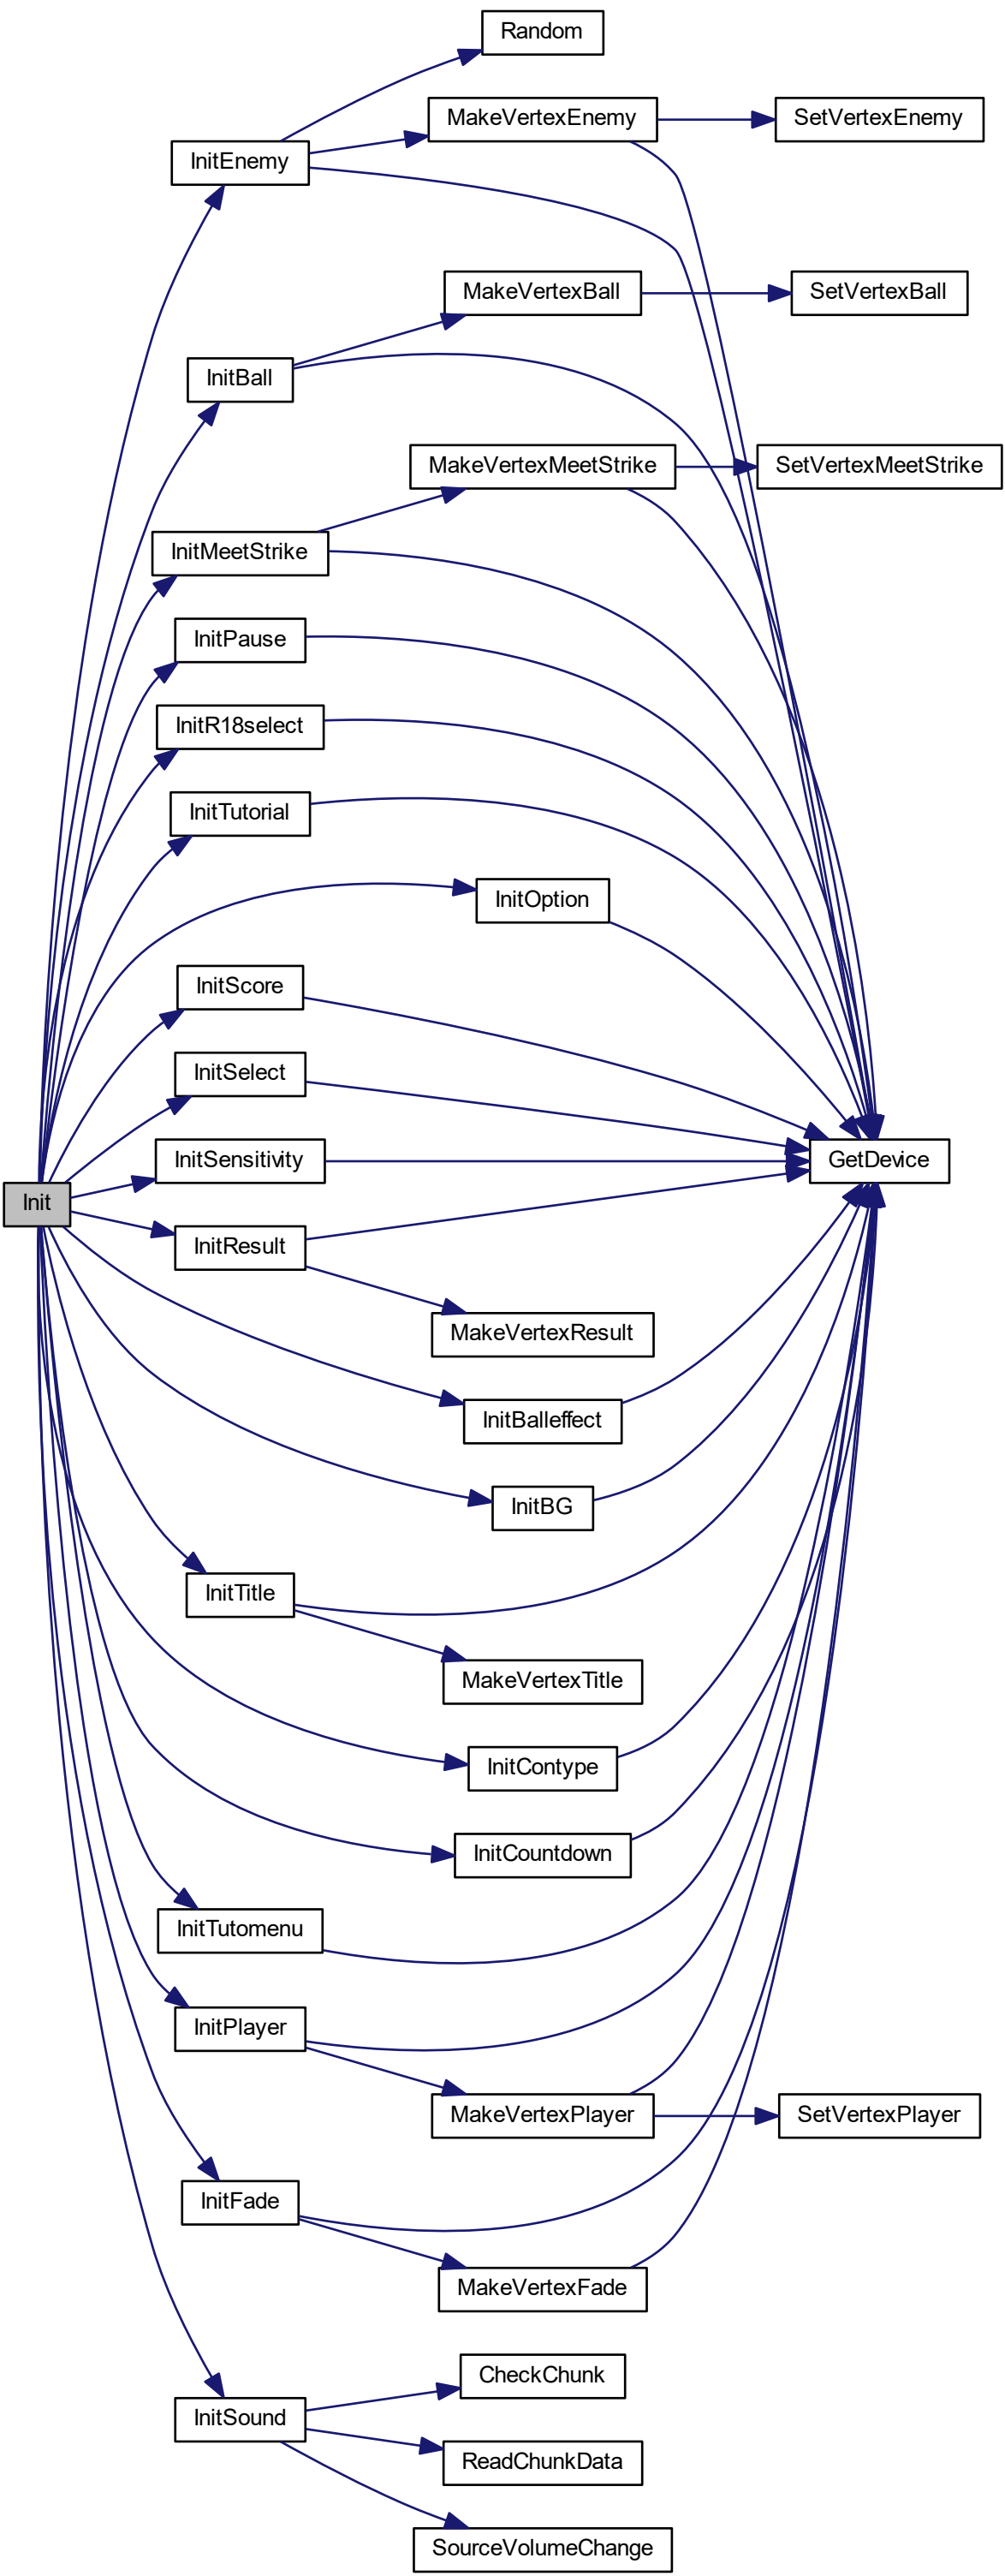 Random
MakeVertexEnemy
SetVertexEnemy
InitEnemy
MakeVertexBall
SetVertexBall
InitBall
MakeVertexMeetStrike
SetVertexMeetStrike
InitMeetStrike
InitPause
InitR18select
InitTutorial
InitOption
InitScore
InitSelect
InitSensitivity
GetDevice
Init
InitResult
MakeVertexResult
InitBalleffect
InitBG
InitTitle
MakeVertexTitle
InitContype
InitCountdown
InitTutomenu
InitPlayer
MakeVertexPlayer
SetVertexPlayer
InitFade
MakeVertexFade
CheckChunk
InitSound
ReadChunkData
SourceVolumeChange